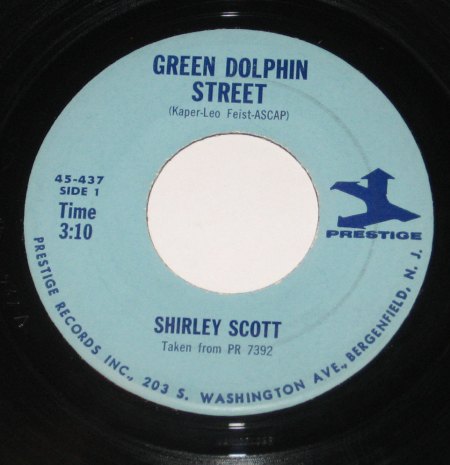 GREEN DOLPHIN
STREET
(Kaper-Leo Feist-ASCAP)
45-437
SIDE 1
Time
3:10
PRESTIGE
SHIRLEY SCOTT
Taken from PR 7392
PRESTIGE RECORDS INC., 203 S. WASHINGTON AVE., BERGENFIELD, N. J.